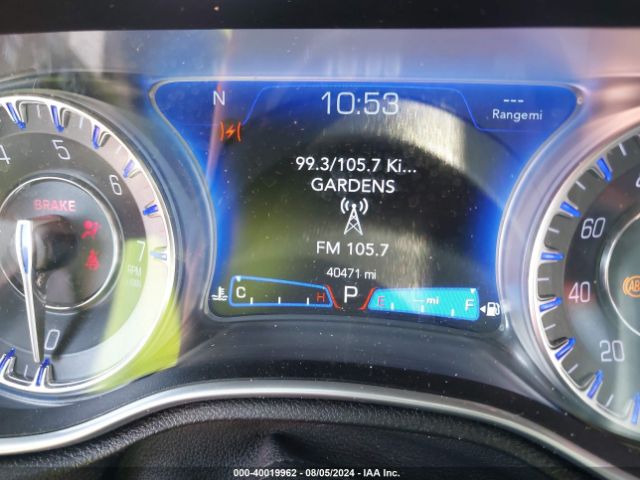 N
10:53
---
Rangemi
99.3/105.7 Ki...
GARDENS
FM 105.7
40471 mi
C H P E --mi F
4 5 6 7
BRAKE
RPM
0
60
40
20
000-40019962 - 08/05/2024 - IAA Inc.